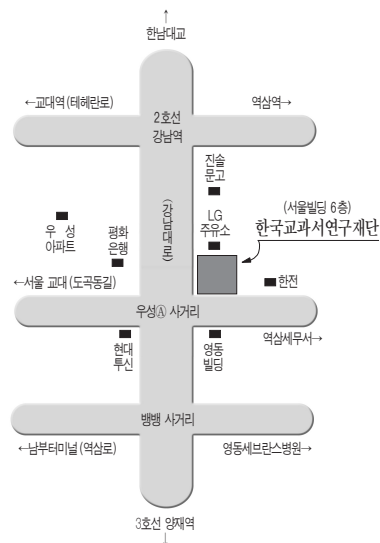 ↑
한남대교
←교대역(테헤란로)
역삼역→
2호선
강남역
진솔
문고
(강남대로)
(서울빌딩 6층)
한국교과서연구재단
우 성
아파트
평화
은행
LG
주유소
←서울 교대(도곡동길)
한전
우성Ⓐ 사거리
역삼세무서→
현대
투신
영동
빌딩
뱅뱅 사거리
←남부터미널(역삼로)
영동세브란스병원→
3호선 양재역
↓